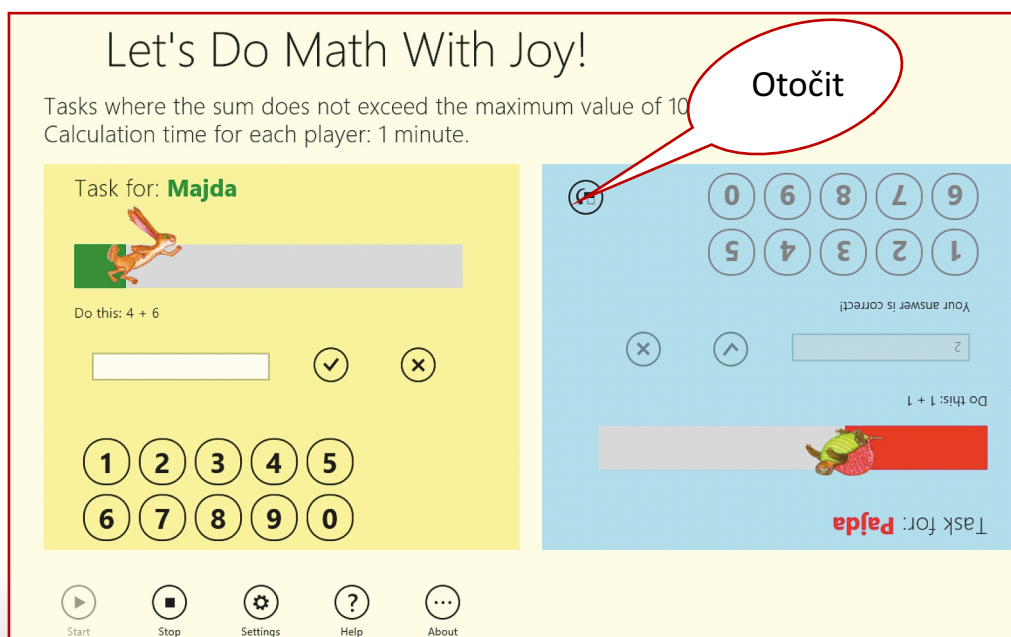 Let's Do Math With Joy!
Otočit
Tasks where the sum does not exceed the maximum value of 10
Calculation time for each player: 1 minute.
Task for: Majda
Do this: 4 + 6
1 2 3 4 5
6 7 8 9 0
Task for: Pajda
Do this: 1 + 1
2
Your answer is correct!
1 2 3 4 5
6 7 8 9 0
Start
Stop
Settings
Help
About